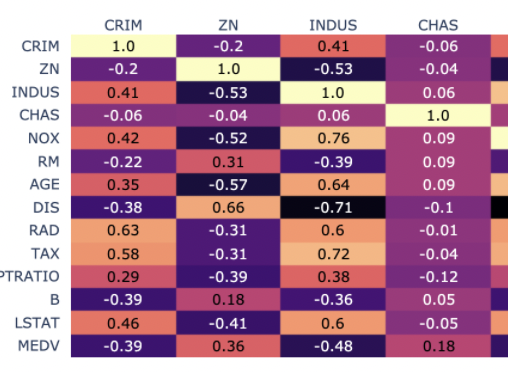 CRIM ZN INDUS CHAS
CRIM 1.0 -0.2 0.41 -0.06
ZN -0.2 1.0 -0.53 -0.04
INDUS 0.41 -0.53 1.0 0.06
CHAS -0.06 -0.04 0.06 1.0
NOX 0.42 -0.52 0.76 0.09
RM -0.22 0.31 -0.39 0.09
AGE 0.35 -0.57 0.64 0.09
DIS -0.38 0.66 -0.71 -0.1
RAD 0.63 -0.31 0.6 -0.01
TAX 0.58 -0.31 0.72 -0.04
PTRATIO 0.29 -0.39 0.38 -0.12
B -0.39 0.18 -0.36 0.05
LSTAT 0.46 -0.41 0.6 -0.05
MEDV -0.39 0.36 -0.48 0.18